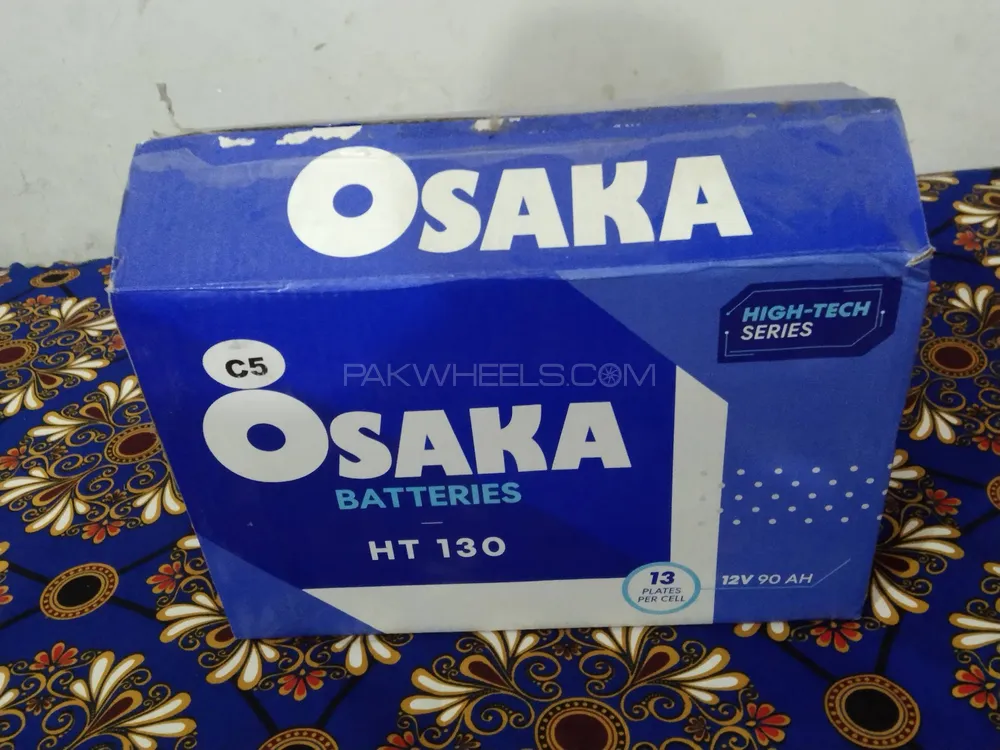 OSAKA
HIGH-TECH
SERIES
C5
PAKWHEELS.COM
OSAKA
BATTERIES
HT 130
13
PLATES
PER CELL
12V 90 AH